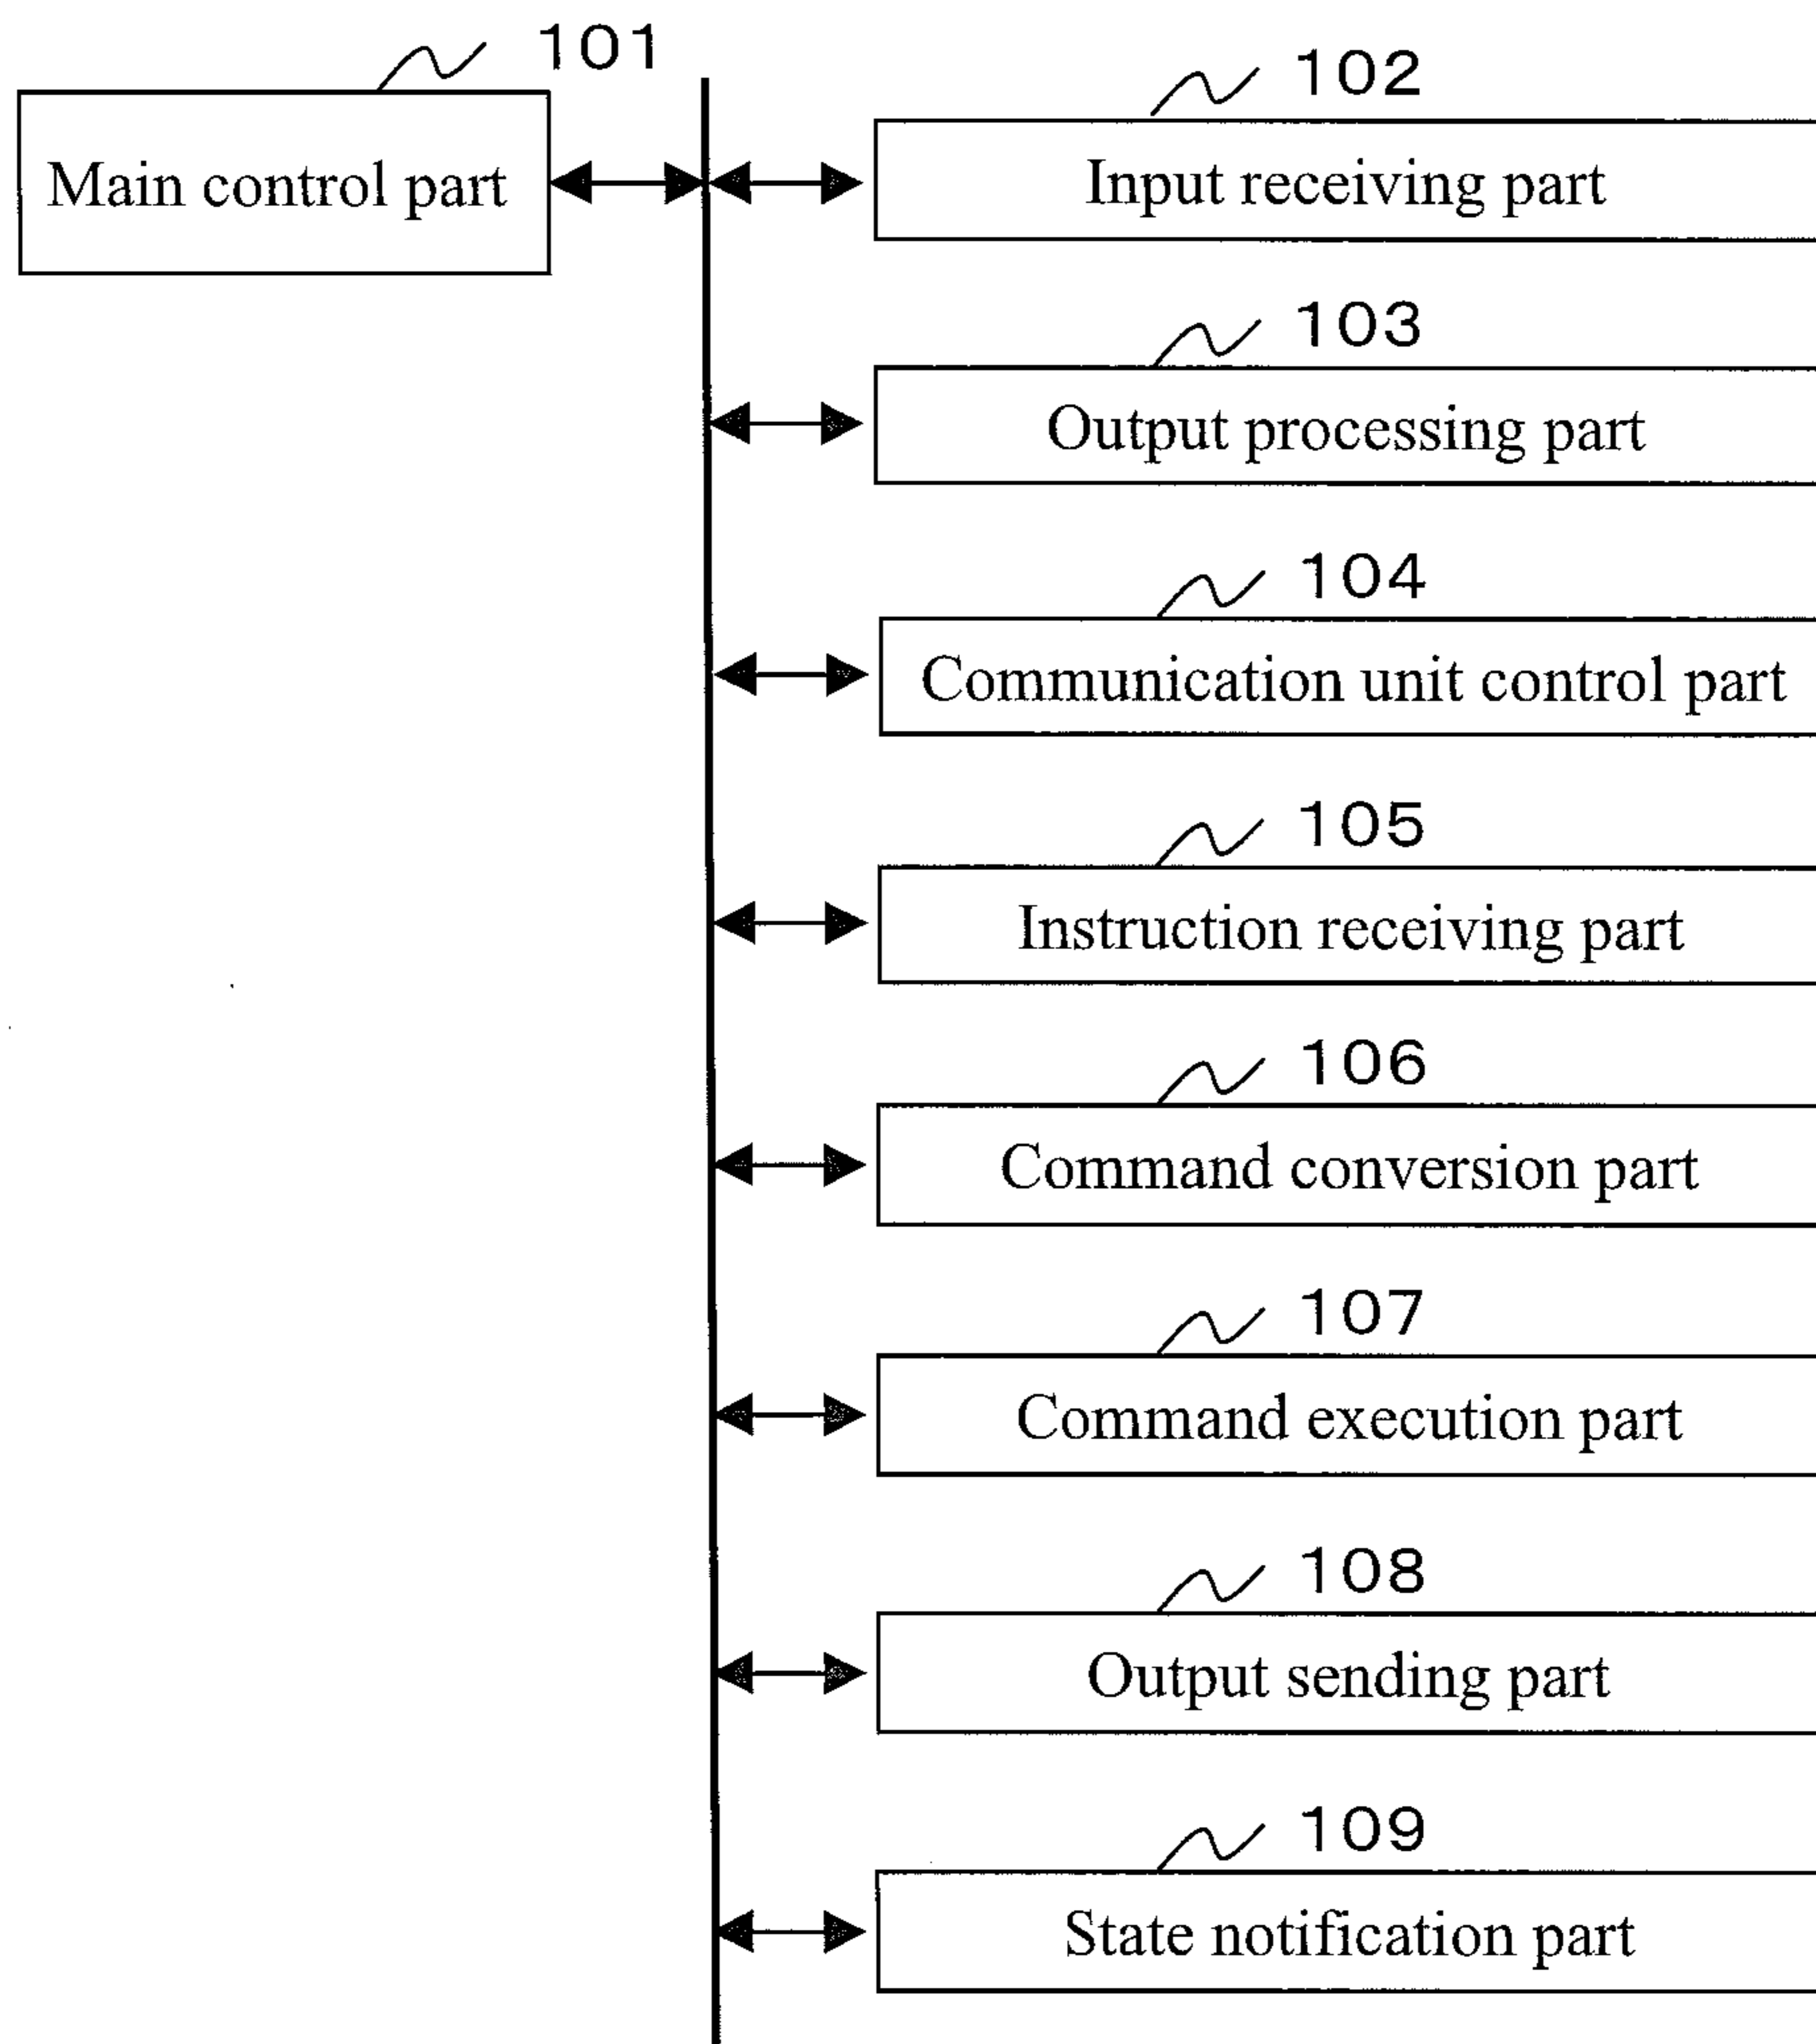 101
Main control part
102
Input receiving part
103
Output processing part
104
Communication unit control part
105
Instruction receiving part
106
Command conversion part
107
Command execution part
108
Output sending part
109
State notification part